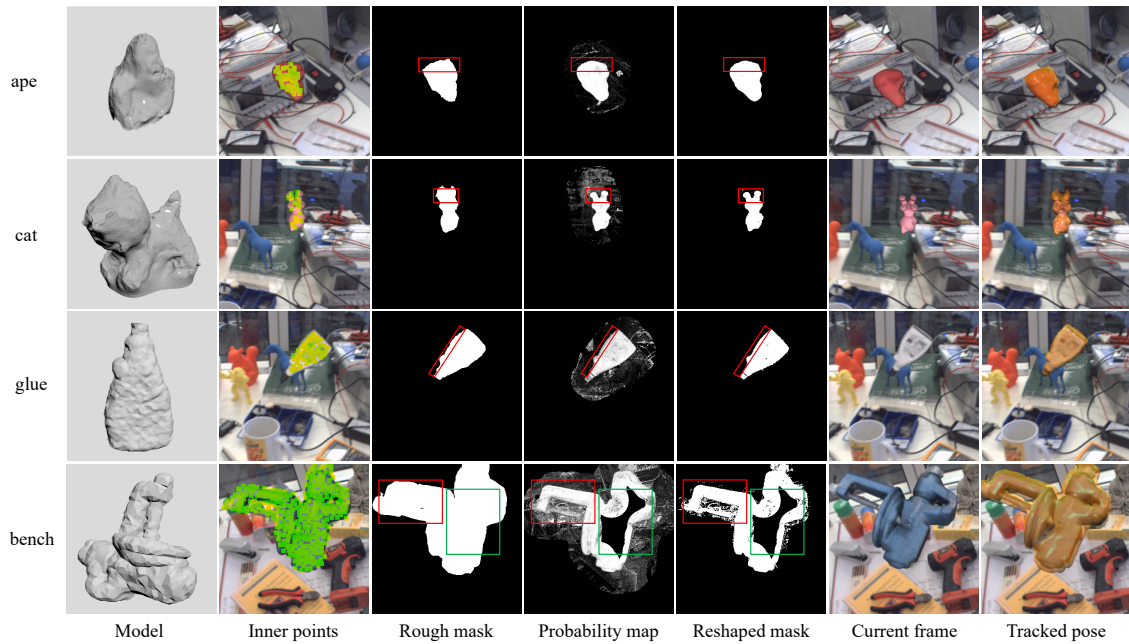 ape
cat
glue
bench
Model Inner points Rough mask Probability map Reshaped mask Current frame Tracked pose